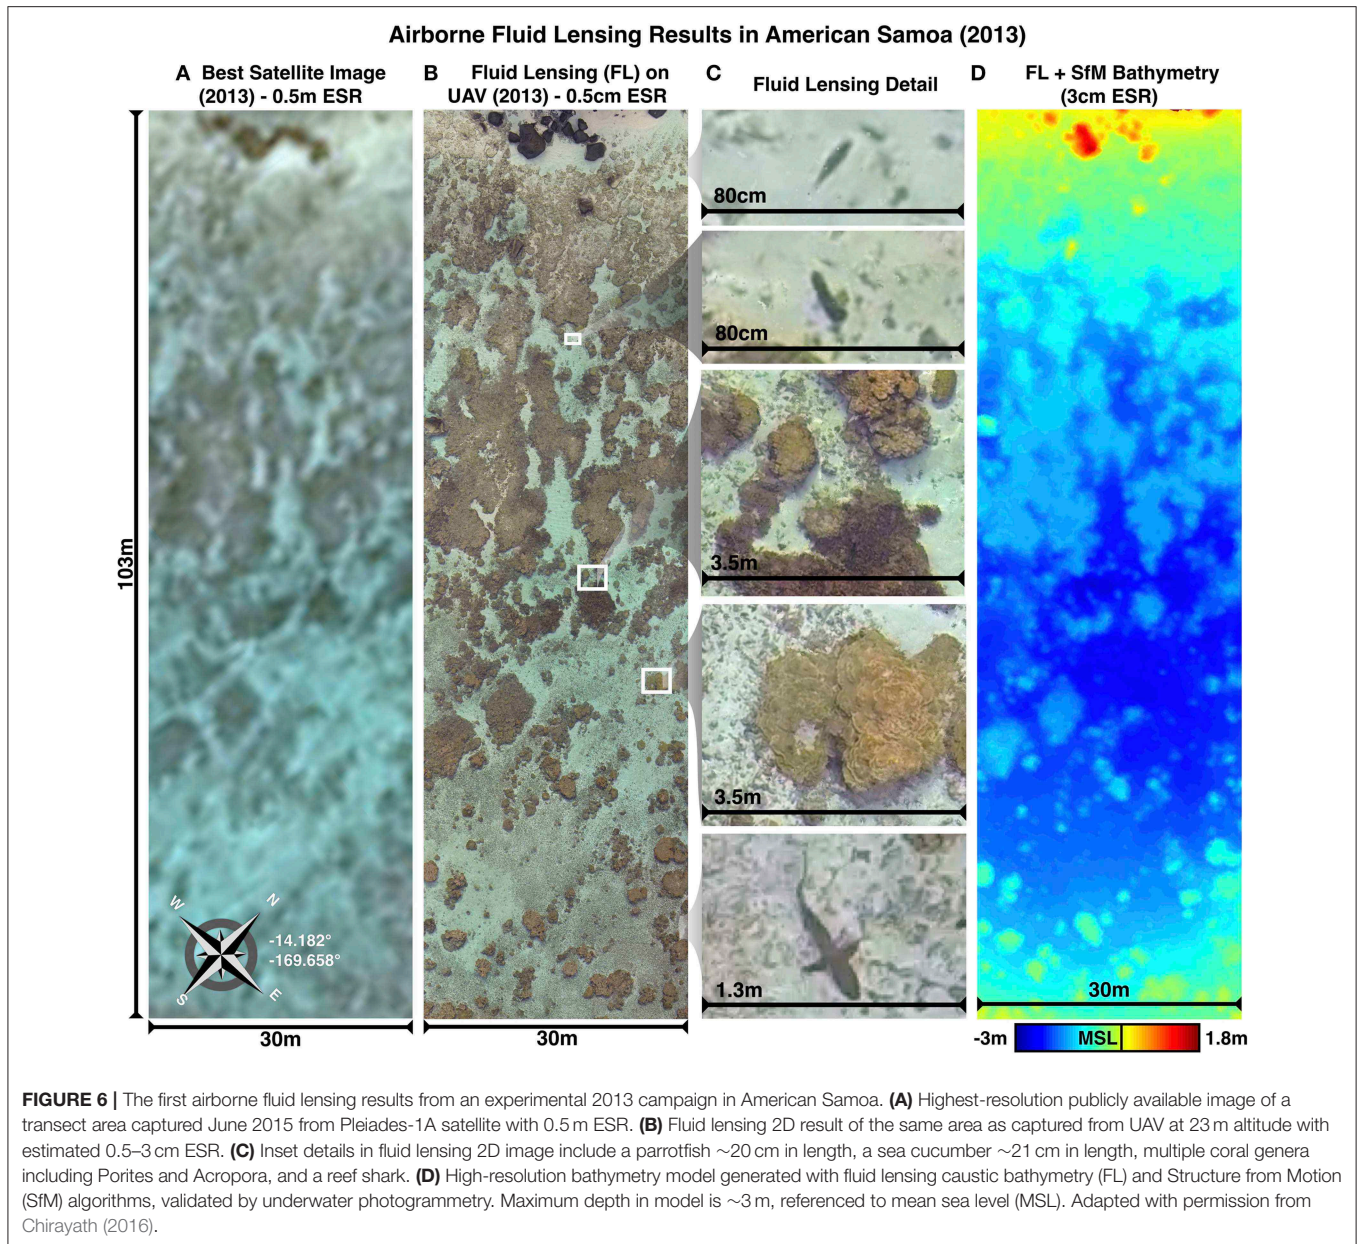 Airborne Fluid Lensing Results in American Samoa (2013)
A Best Satellite Image
(2013) - 0.5m ESR
B Fluid Lensing (FL) on
UAV (2013) - 0.5cm ESR
C
Fluid Lensing Detail
D FL + SfM Bathymetry
(3cm ESR)
103m
80cm
80cm
3.5m
3.5m
1.3m
W
N
S
E
-14.182°
-169.658°
30m
30m
30m
-3m
MSL
1.8m
FIGURE 6 | The first airborne fluid lensing results from an experimental 2013 campaign in American Samoa. (A) Highest-resolution publicly available image of a
transect area captured June 2015 from Pleiades-1A satellite with 0.5 m ESR. (B) Fluid lensing 2D result of the same area as captured from UAV at 23 m altitude with
estimated 0.5–3 cm ESR. (C) Inset details in fluid lensing 2D image include a parrotfish ∼20 cm in length, a sea cucumber ∼21 cm in length, multiple coral genera
including Porites and Acropora, and a reef shark. (D) High-resolution bathymetry model generated with fluid lensing caustic bathymetry (FL) and Structure from Motion
(SfM) algorithms, validated by underwater photogrammetry. Maximum depth in model is ∼3 m, referenced to mean sea level (MSL). Adapted with permission from
Chirayath (2016).